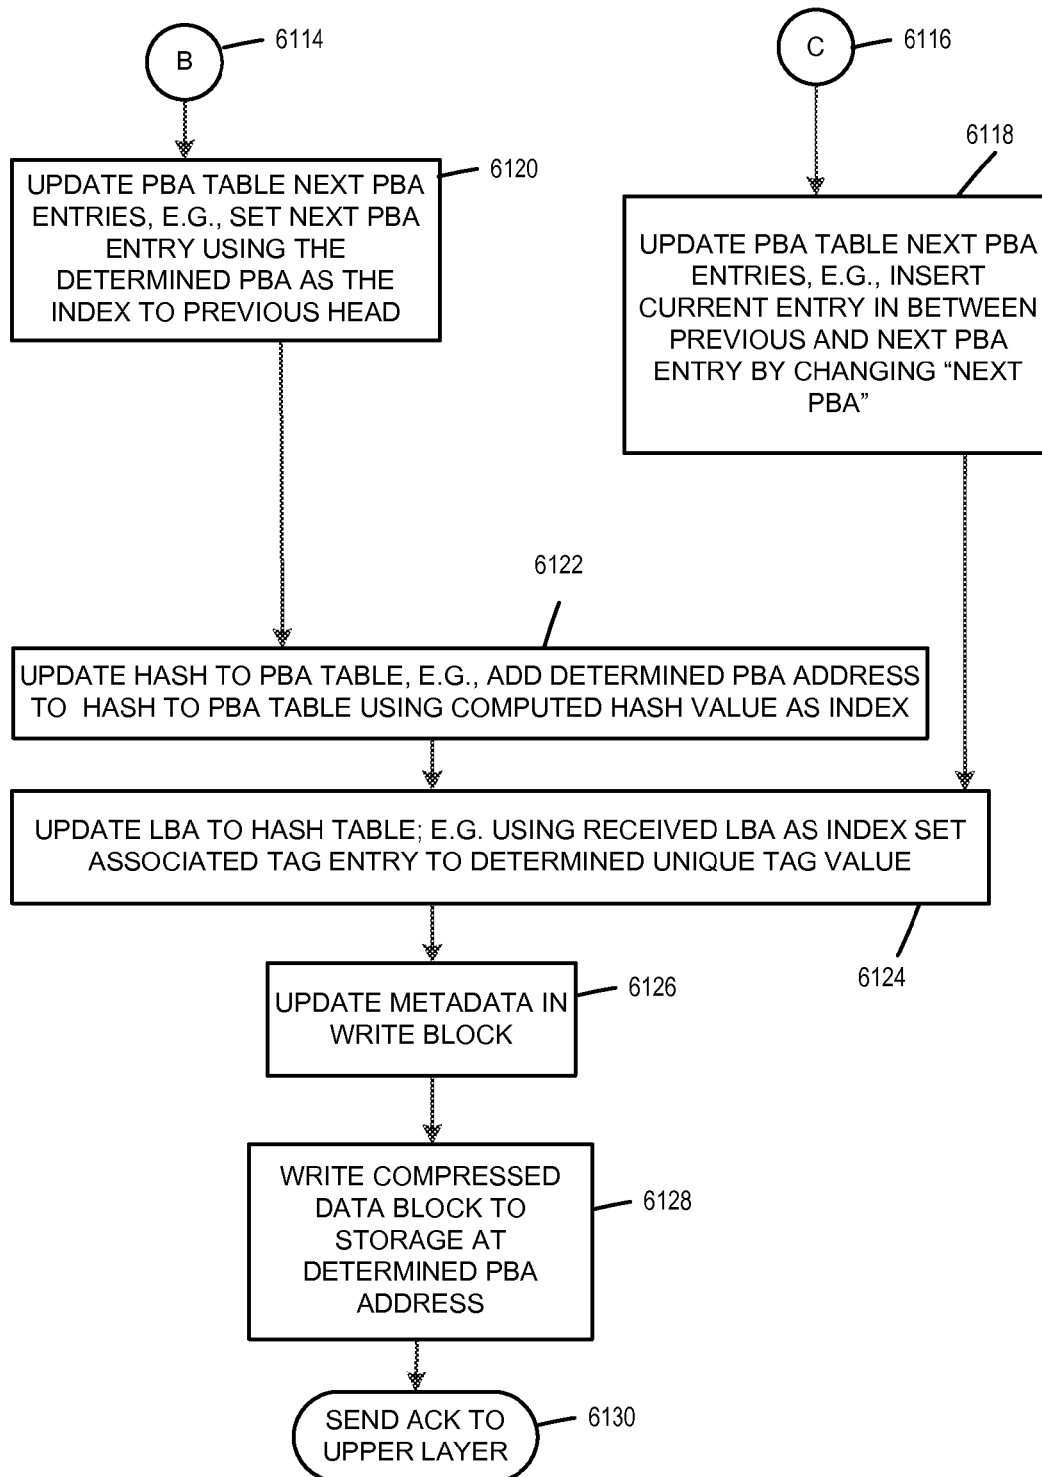 B
6114
C
6116
6118
6120
UPDATE PBA TABLE NEXT PBA
ENTRIES, E.G., SET NEXT PBA
ENTRY USING THE
DETERMINED PBA AS THE
INDEX TO PREVIOUS HEAD
UPDATE PBA TABLE NEXT PBA
ENTRIES, E.G., INSERT
CURRENT ENTRY IN BETWEEN
PREVIOUS AND NEXT PBA
ENTRY BY CHANGING “NEXT
PBA”
6122
UPDATE HASH TO PBA TABLE, E.G., ADD DETERMINED PBA ADDRESS
TO HASH TO PBA TABLE USING COMPUTED HASH VALUE AS INDEX
UPDATE LBA TO HASH TABLE; E.G. USING RECEIVED LBA AS INDEX SET
ASSOCIATED TAG ENTRY TO DETERMINED UNIQUE TAG VALUE
6124
UPDATE METADATA IN
WRITE BLOCK
6126
WRITE COMPRESSED
DATA BLOCK TO
STORAGE AT
DETERMINED PBA
ADDRESS
6128
SEND ACK TO
UPPER LAYER
6130